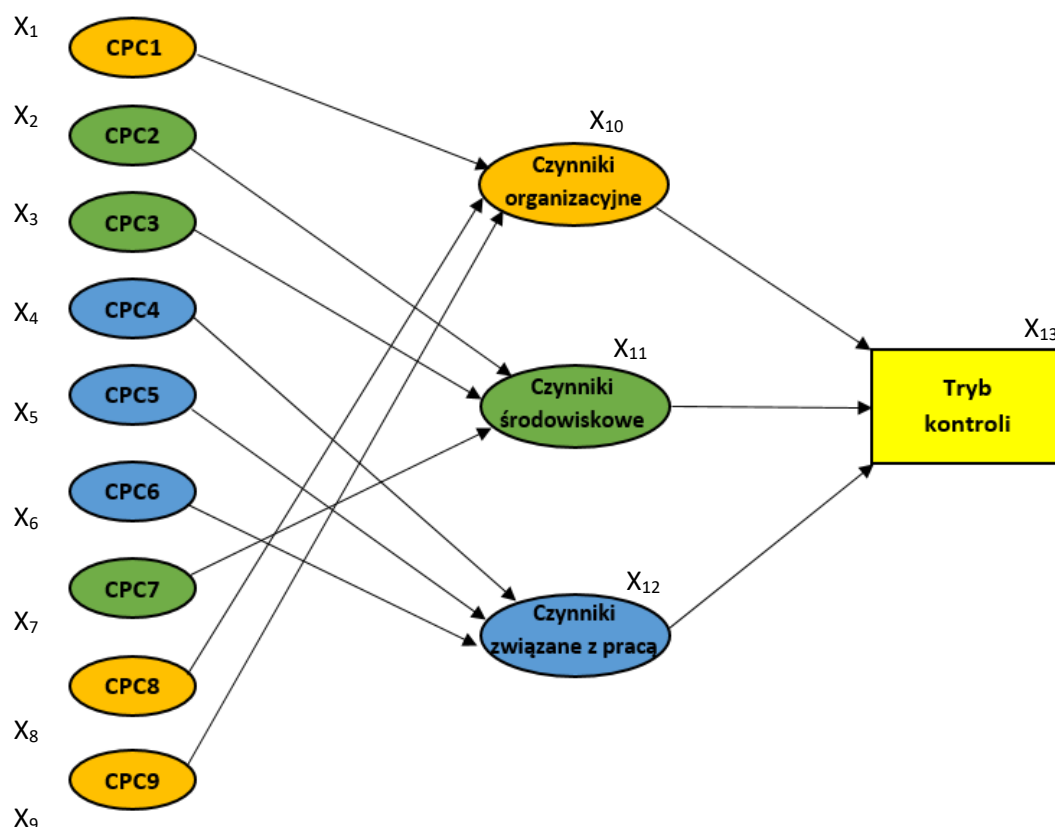 X1
CPC1
X2
CPC2
X3
CPC3
X4
CPC4
X5
CPC5
X6
CPC6
X7
CPC7
X8
CPC8
X9
CPC9
X10
Czynniki
organizacyjne
X11
Czynniki
środowiskowe
X12
Czynniki
związane z pracą
X13
Tryb
kontroli